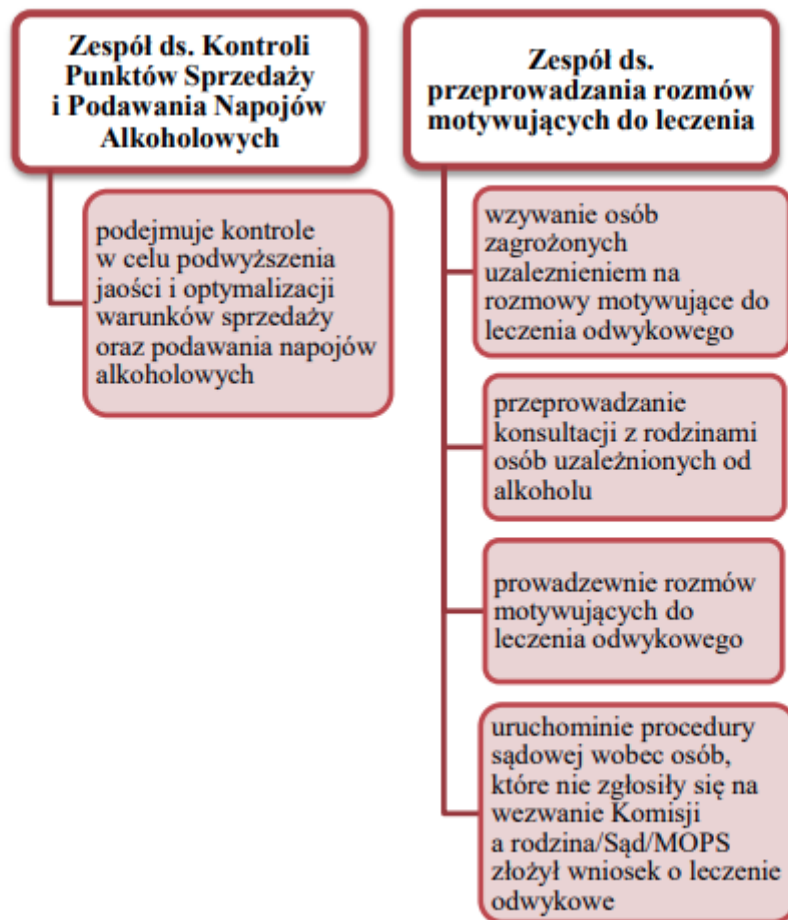 Zespół ds. Kontroli
Punktów Sprzedaży
i Podawania Napojów
Alkoholowych
podejmuje kontrole
w celu podwyższenia
jaości i optymalizacji
warunków sprzedaży
oraz podawania napojów
alkoholowych
Zespół ds.
przeprowadzania rozmów
motywujących do leczenia
wzywanie osób
zagrożonych
uzaleznieniem na
rozmowy motywujące do
leczenia odwykowego
przeprowadzanie
konsultacji z rodzinami
osób uzależnionych od
alkoholu
prowadzewnie rozmów
motywujących do
leczenia odwykowego
uruchominie procedury
sądowej wobec osób,
które nie zgłosiły się na
wezwanie Komisji
a rodzina/Sąd/MOPS
złożył wniosek o leczenie
odwykowe